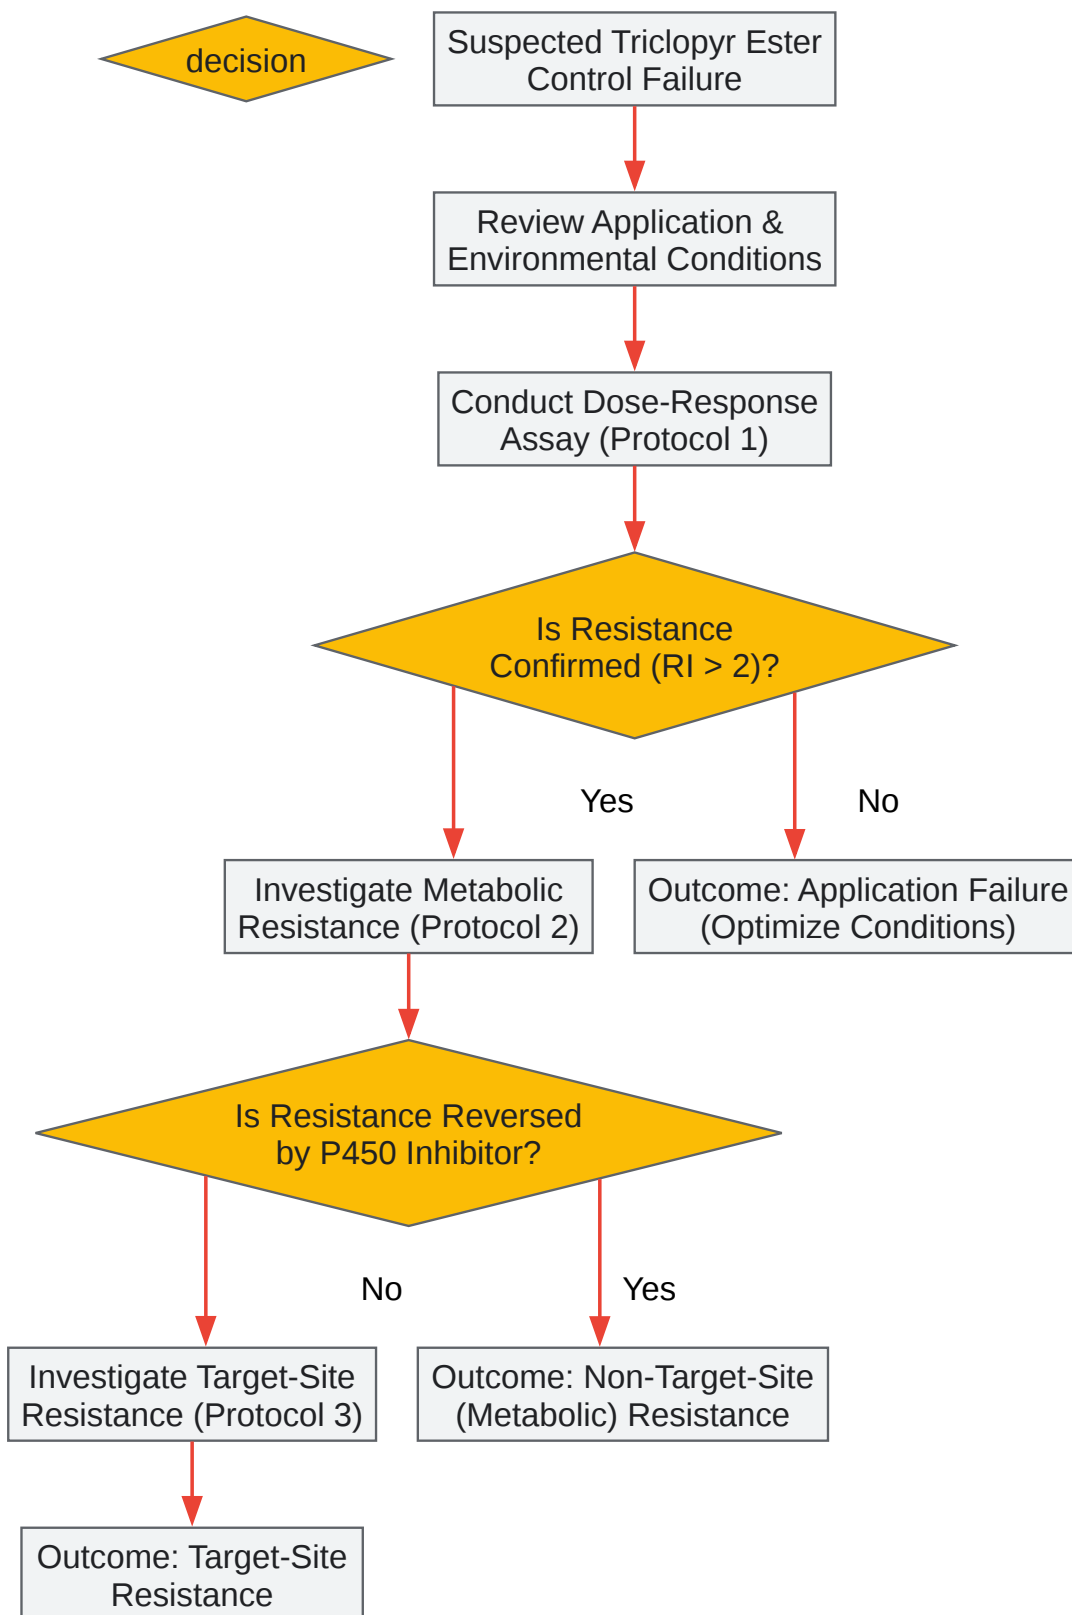 decision
Suspected Triclopyr Ester
Control Failure
Review Application &
Environmental Conditions
Conduct Dose-Response
Assay (Protocol 1)
Is Resistance
Confirmed (RI > 2)?
Yes
No
Investigate Metabolic
Resistance (Protocol 2)
Outcome: Application Failure
(Optimize Conditions)
Is Resistance Reversed
by P450 Inhibitor?
No
Yes
Investigate Target-Site
Resistance (Protocol 3)
Outcome: Non-Target-Site
(Metabolic) Resistance
Outcome: Target-Site
Resistance